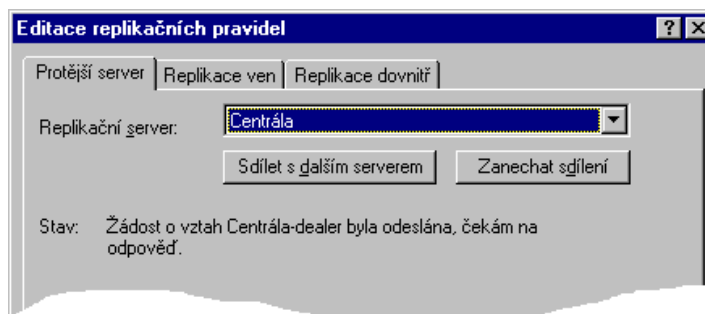 Editace replikačních pravidel
Protější server
Replikace ven
Replikace dovnitř
Replikační server:
Centrála
Sdílet s dalším serverem
Zanechat sdílení
Stav:
Žádost o vztah Centrála-dealer byla odeslána, čekám na
odpověď.